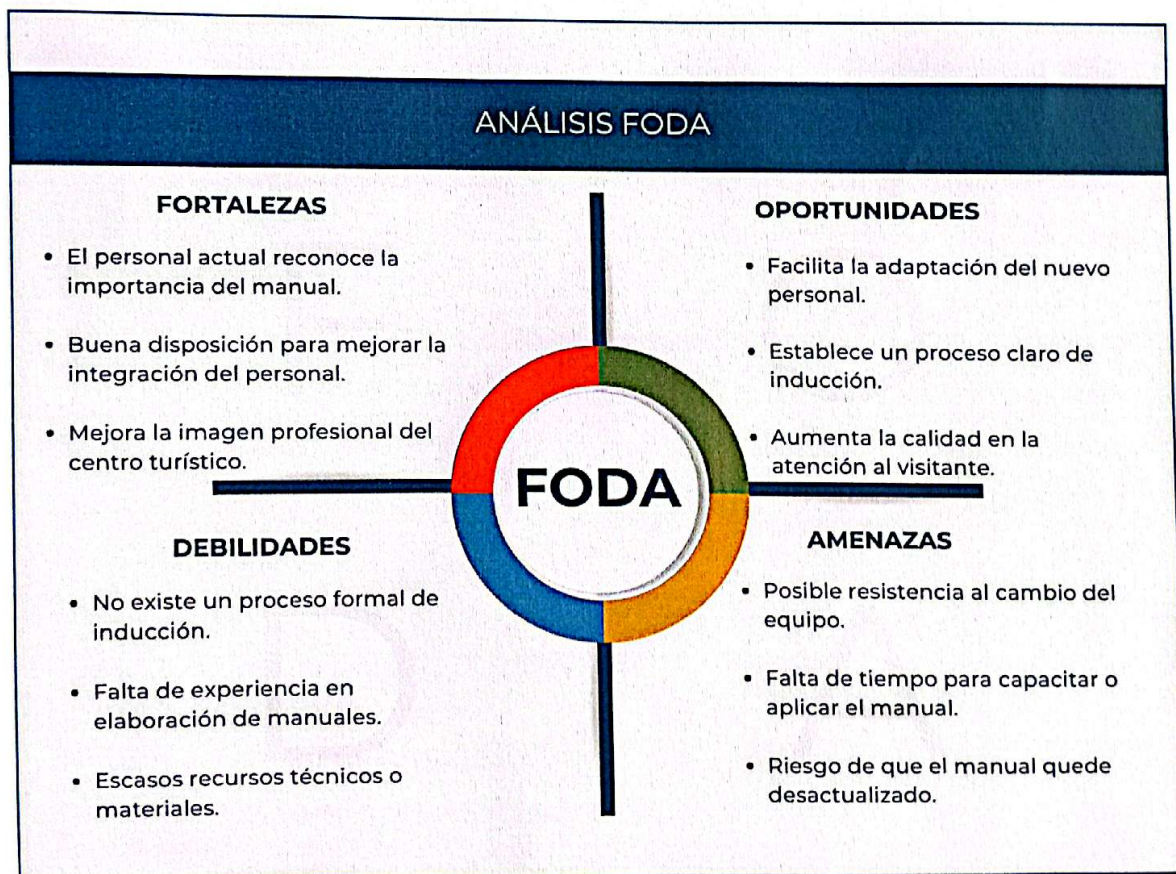 ANÁLISIS FODA
FORTALEZAS
• El personal actual reconoce la
importancia del manual.
• Buena disposición para mejorar la
integración del personal.
• Mejora la imagen profesional del
centro turístico.
OPORTUNIDADES
• Facilita la adaptación del nuevo
personal.
• Establece un proceso claro de
inducción.
• Aumenta la calidad en la
atención al visitante.
FODA
DEBILIDADES
• No existe un proceso formal de
inducción.
• Falta de experiencia en
elaboración de manuales.
• Escasos recursos técnicos o
materiales.
AMENAZAS
• Posible resistencia al cambio del
equipo.
• Falta de tiempo para capacitar o
aplicar el manual.
• Riesgo de que el manual quede
desactualizado.